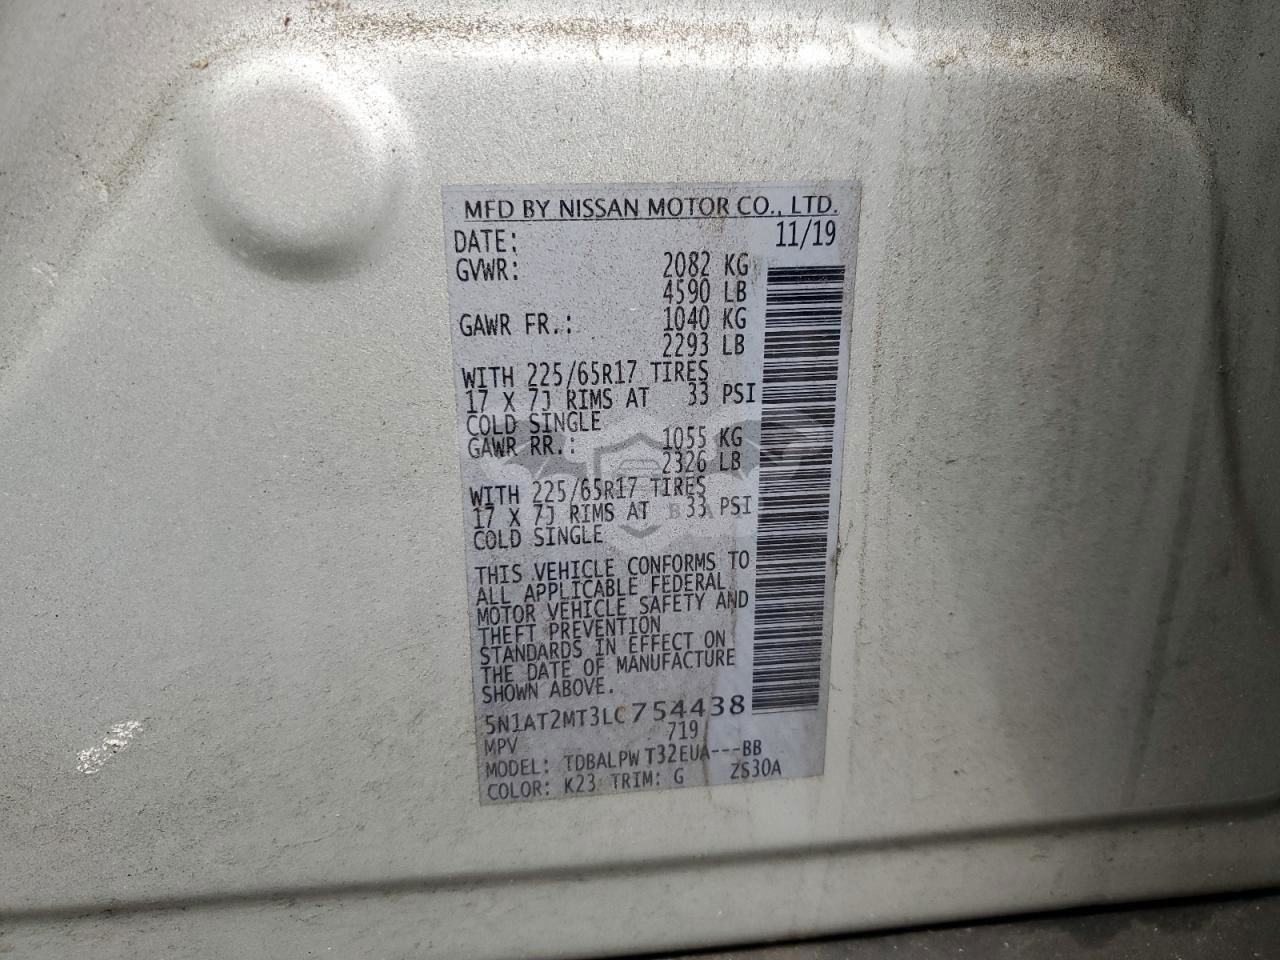 MFD BY NISSAN MOTOR CO., LTD.
DATE: 11/19
GVWR: 2082 KG
4590 LB
GAWR FR.: 1040 KG
2293 LB
WITH 225/65R17 TIRES
17 X 7J RIMS AT 33 PSI
COLD SINGLE
GAWR RR.: 1055 KG
2326 LB
WITH 225/65R17 TIRES
17 X 7J RIMS AT 33 PSI
COLD SINGLE
THIS VEHICLE CONFORMS TO
ALL APPLICABLE FEDERAL
MOTOR VEHICLE SAFETY AND
THEFT PREVENTION
STANDARDS IN EFFECT ON
THE DATE OF MANUFACTURE
SHOWN ABOVE.
5N1AT2MT3LC754438
MPV 719
MODEL: TDBALPWT32EUA---BB
COLOR: K23 TRIM: G ZS30A